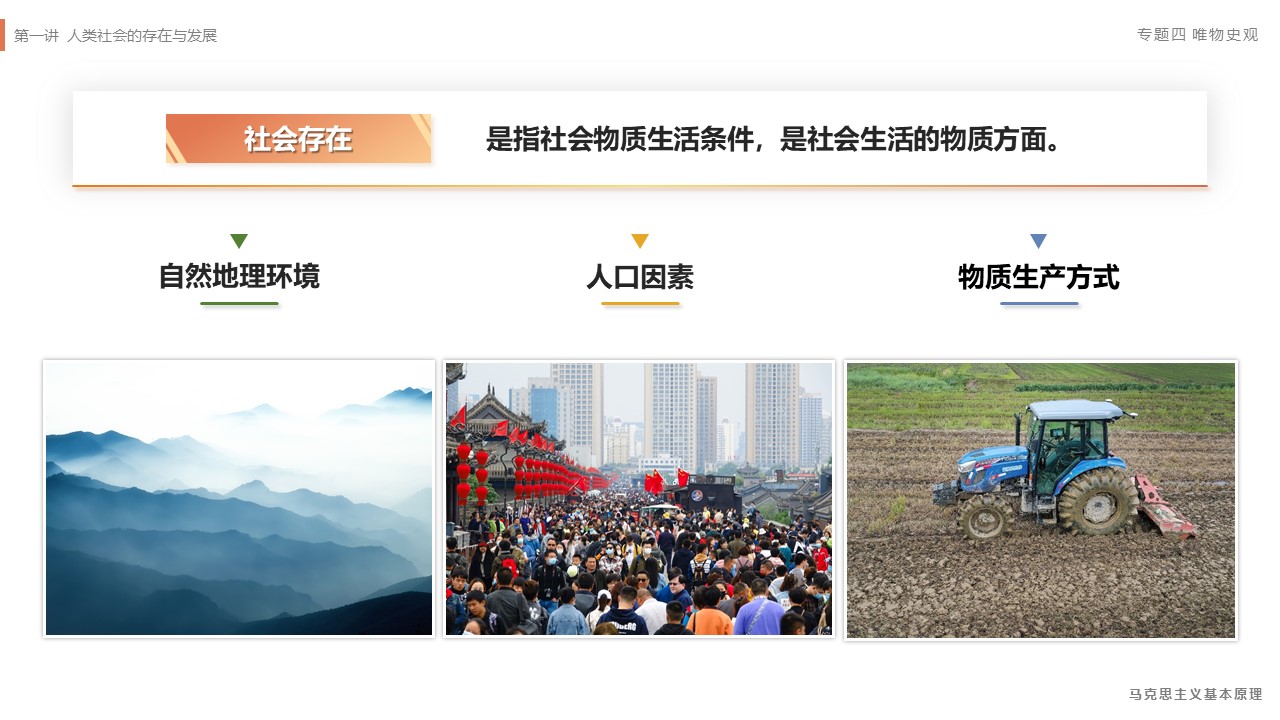 第一讲 人类社会的存在与发展
专题四 唯物史观
社会存在
是指社会物质生活条件，是社会生活的物质方面。
自然地理环境
人口因素
物质生产方式
马克思主义基本原理